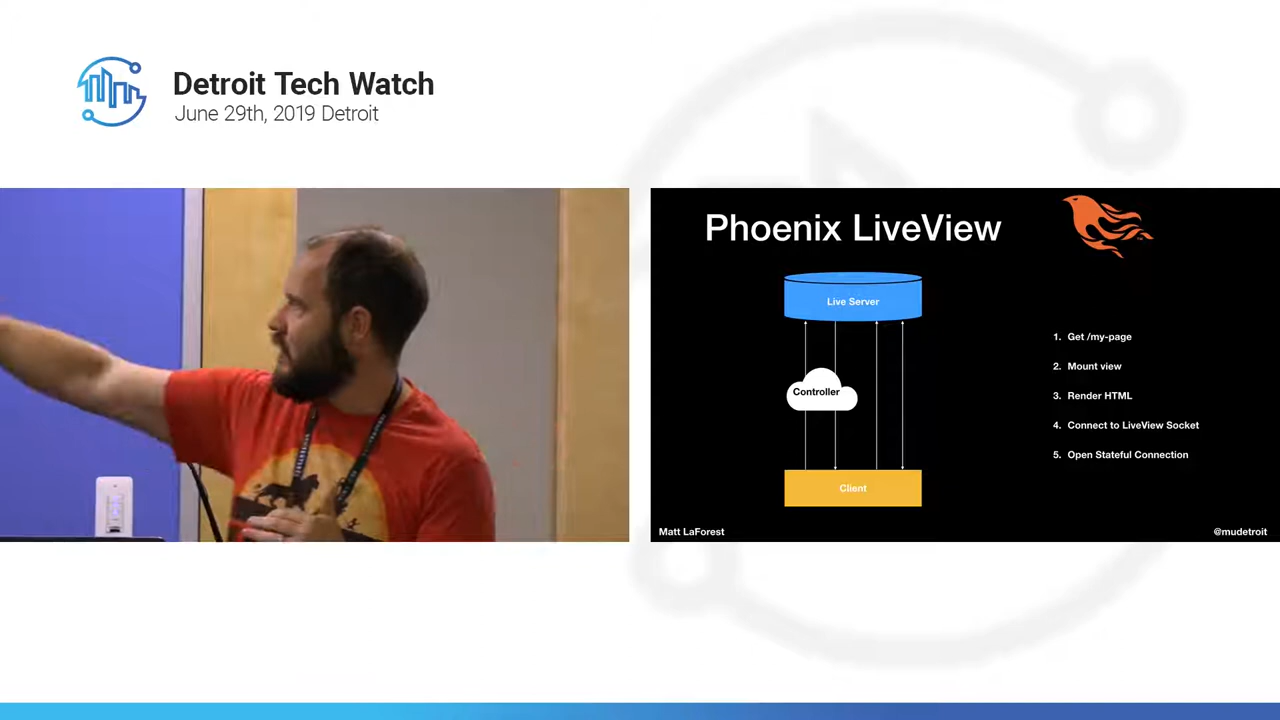 Detroit Tech Watch
June 29th, 2019 Detroit
Phoenix LiveView
Live Server
Controller
Client
1. Get /my-page
2. Mount view
3. Render HTML
4. Connect to LiveView Socket
5. Open Stateful Connection
Matt LaForest
@mudetroit